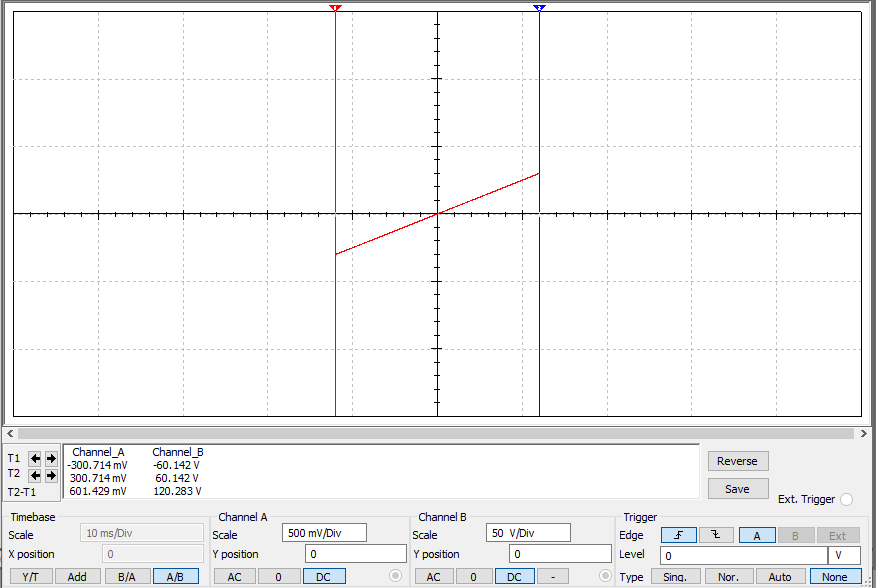 1 2
T1 Channel_A Channel_B
-300.714 mV -60.142 V
T2 300.714 mV 60.142 V
T2-T1 601.429 mV 120.283 V
Reverse
Save
Ext. Trigger
Timebase
Scale 10 ms/Div
X position 0
Y/T Add B/A A/B
Channel A
Scale 500 mV/Div
Y position 0
AC 0 DC
Channel B
Scale 50 V/Div
Y position 0
AC 0 DC -
Trigger
Edge A B Ext
Level 0 V
Type Sing. Nor. Auto None